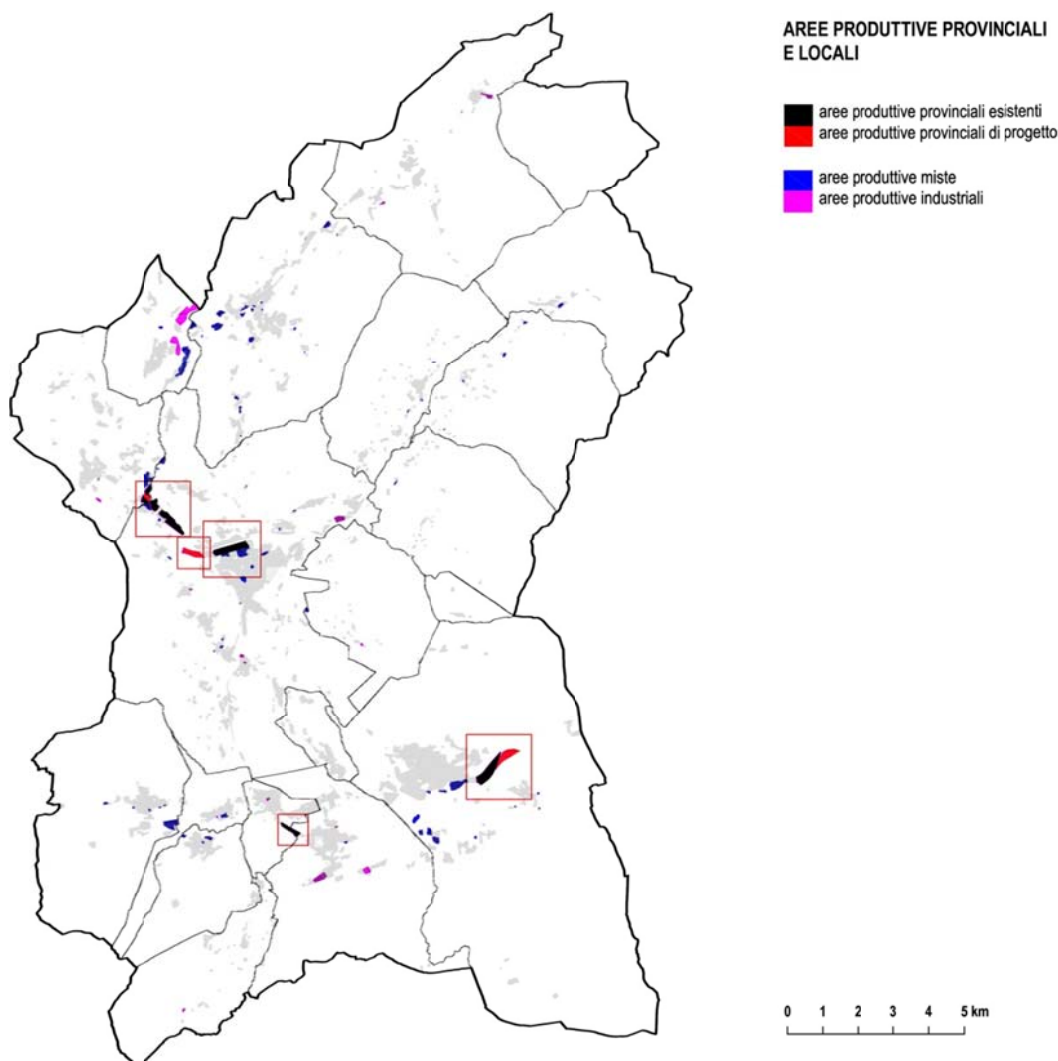 AREE PRODUTTIVE PROVINCIALI
E LOCALI
aree produttive provinciali esistenti
aree produttive provinciali di progetto
aree produttive miste
aree produttive industriali
0 1 2 3 4 5 km